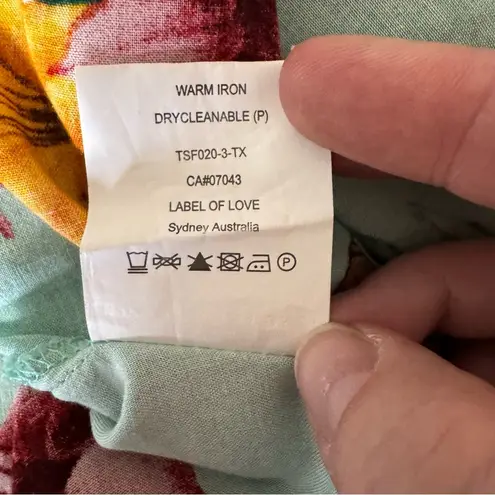 WARM IRON
DRYCLEANABLE (P)
TSF020-3-TX
CA#07043
LABEL OF LOVE
Sydney Australia
P